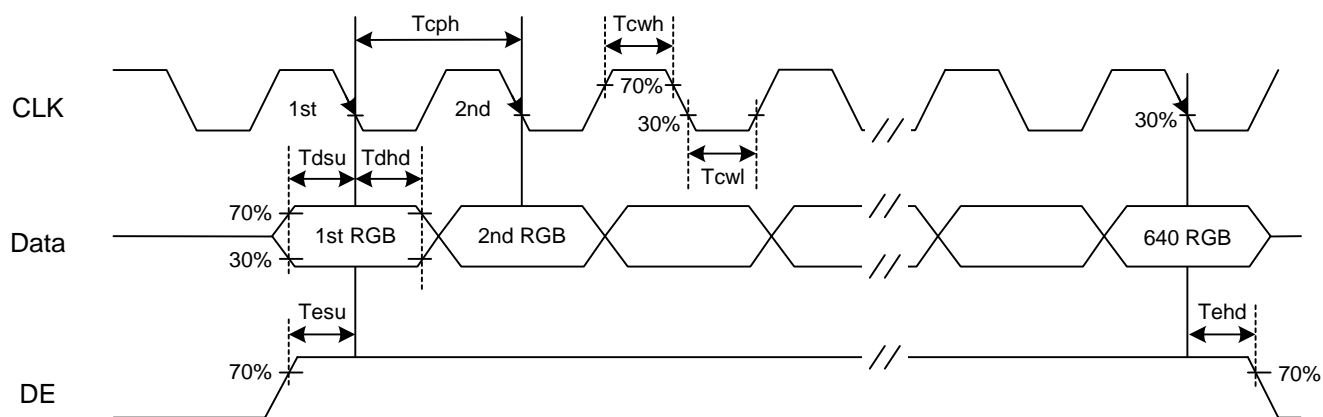 Tcph
Tcwh
CLK
1st
2nd
70%
30%
30%
Tdsu
Tdhd
Tcwl
Data
70%
30%
1st RGB
2nd RGB
640 RGB
Tesu
Tehd
DE
70%
70%